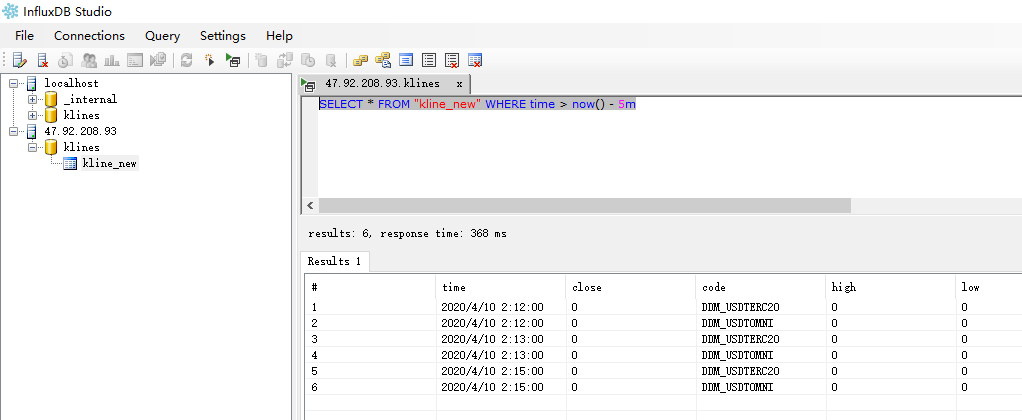 InfluxDB Studio
File Connections Query Settings Help
localhost
_internal
klines
47.92.208.93
klines
kline_new
47.92.208.93.klines x
SELECT * FROM "kline_new" WHERE time > now() - 5m
results: 6, response time: 368 ms
Results 1
# time close code high low
1 2020/4/10 2:12:00 0 DDM_USDTERC20 0 0
2 2020/4/10 2:12:00 0 DDM_USDTOMNI 0 0
3 2020/4/10 2:13:00 0 DDM_USDTERC20 0 0
4 2020/4/10 2:13:00 0 DDM_USDTOMNI 0 0
5 2020/4/10 2:15:00 0 DDM_USDTERC20 0 0
6 2020/4/10 2:15:00 0 DDM_USDTOMNI 0 0